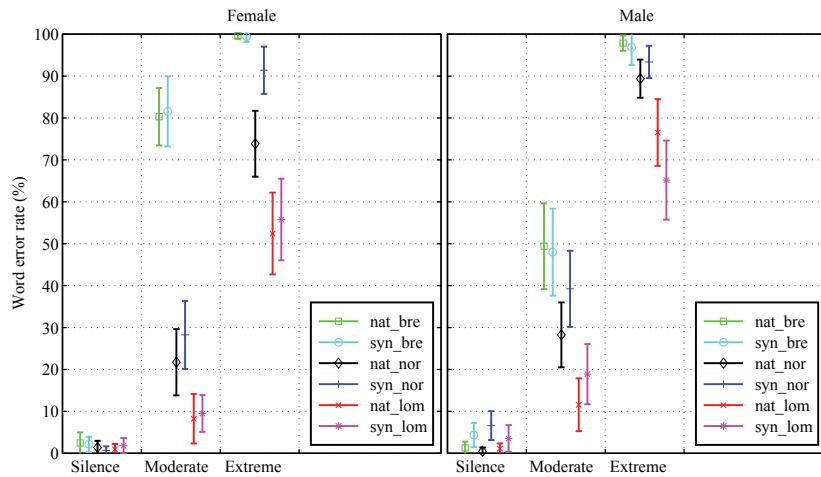 Female
Male
Word error rate (%)
100
90
80
70
60
50
40
30
20
10
0
Silence
Moderate
Extreme
nat_bre
syn_bre
nat_nor
syn_nor
nat_lom
syn_lom
Silence
Moderate
Extreme
nat_bre
syn_bre
nat_nor
syn_nor
nat_lom
syn_lom